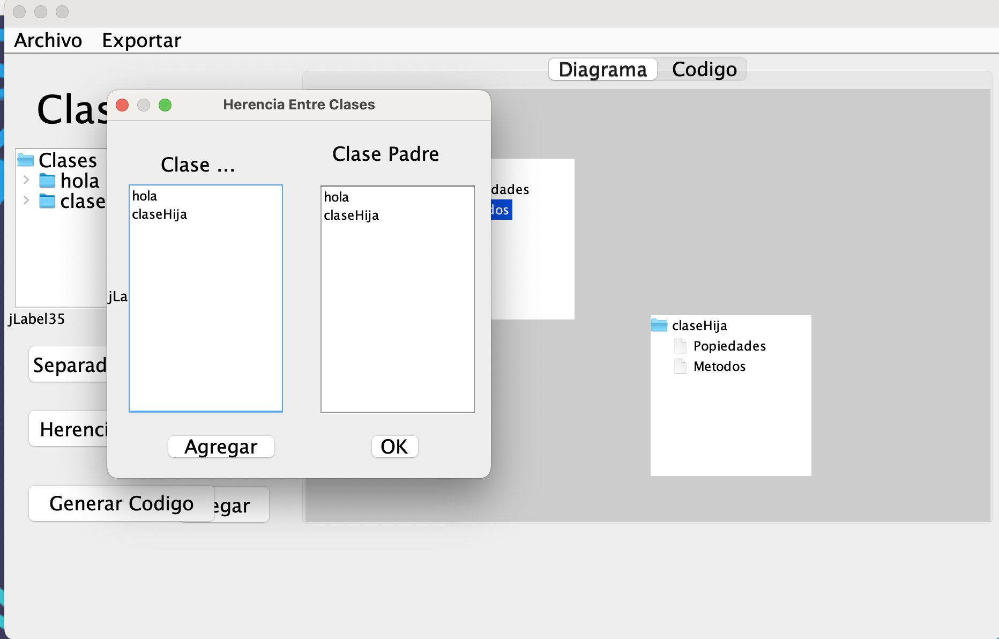 Archivo Exportar
Diagrama Codigo
Clas
Herencia Entre Clases
Clase ...
Clase Padre
Clases
hola
clase
hola
claseHija
hola
claseHija
dades
dos
jLa
jLabel35
claseHija
Popiedades
Metodos
Separad
Herenci
Agregar
OK
Generar Codigo
egar